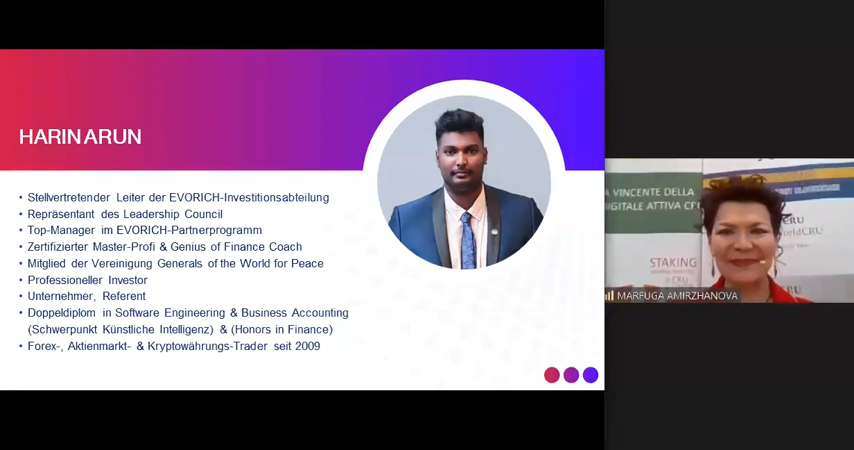 HARIN ARUN
• Stellvertretender Leiter der EVORICH-Investitionsabteilung
• Repräsentant des Leadership Council
• Top-Manager im EVORICH-Partnerprogramm
• Zertifizierter Master-Profi & Genius of Finance Coach
• Mitglied der Vereinigung Generals of the World for Peace
• Professioneller Investor
• Unternehmer, Referent
• Doppeldiplom in Software Engineering & Business Accounting
(Schwerpunkt Künstliche Intelligenz) & (Honors in Finance)
• Forex-, Aktienmarkt- & Kryptowährungs-Trader seit 2009
A VINCENTE DELLA
DIGITALE ATTIVA
STAKING
CRU
MARFUGA AMIRZHANOVA